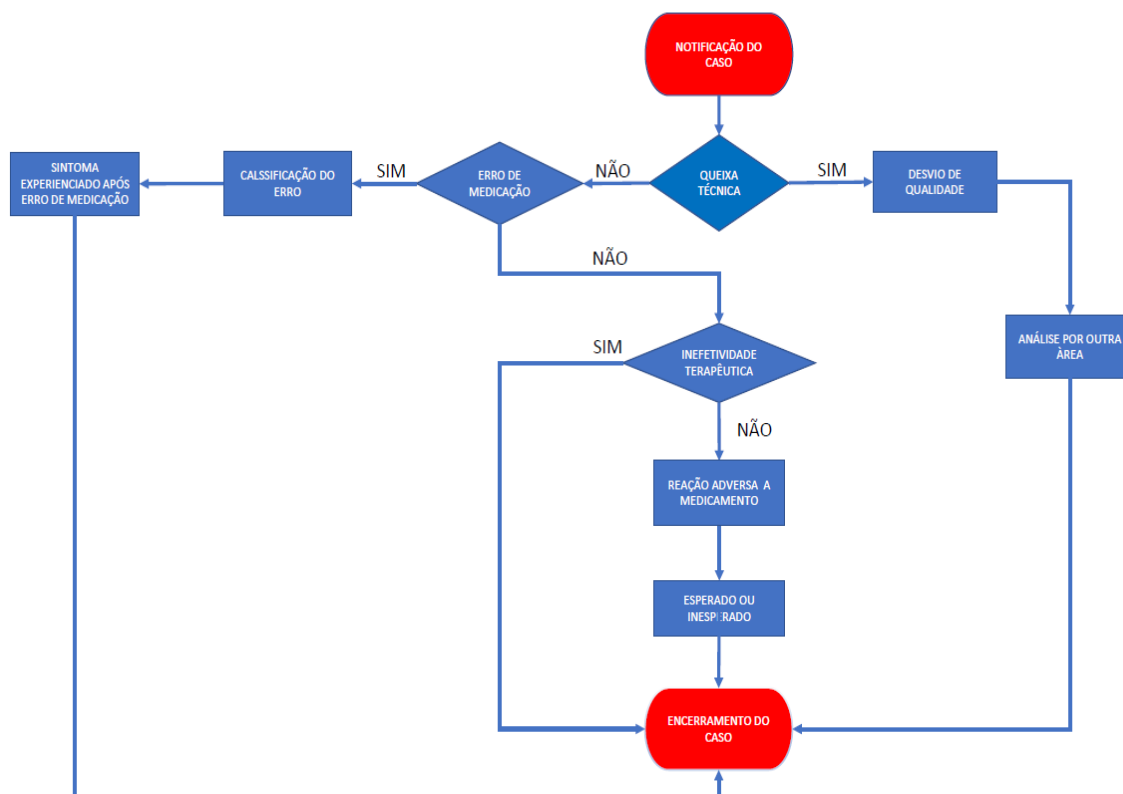 NOTIFICAÇÃO DO
CASO
QUEIXA
TÉCNICA
NÃO
SIM
ERRO DE
MEDICAÇÃO
SIM
CALSSIFICAÇÃO DO
ERRO
SINTOMA
EXPERIENCIADO APÓS
ERRO DE MEDICAÇÃO
DESVIO DE
QUALIDADE
NÃO
ANÁLISE POR OUTRA
ÀREA
SIM
INEFETIVIDADE
TERAPÊUTICA
NÃO
REAÇÃO ADVERSA A
MEDICAMENTO
ESPERADO OU
INESPERADO
ENCERRAMENTO DO
CASO